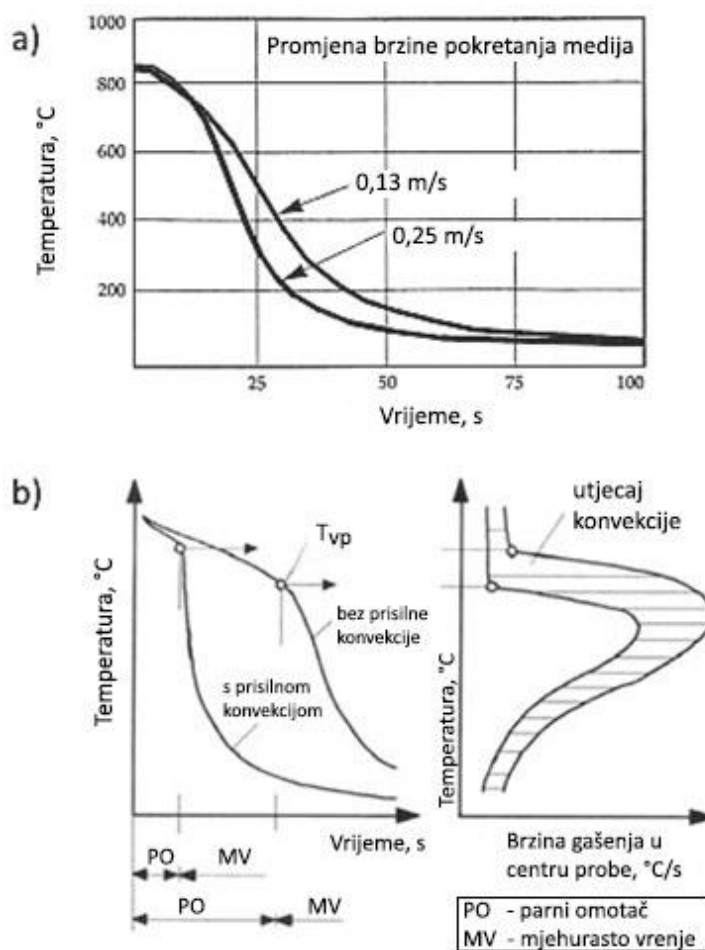 a)
Promjena brzine pokretanja medija
Temperatura, °C
1000
800
600
400
200
0,13 m/s
0,25 m/s
25
50
75
100
Vrijeme, s
b)
Temperatura, °C
Tvp
bez prisilne
konvekcije
s prisilnom
konvekcijom
Vrijeme, s
PO
MV
PO
MV
utjecaj
konvekcije
Temperatura, °C
Brzina gašenja u
centru probe, °C/s
PO - parni omotač
MV - mjehurasto vrenje